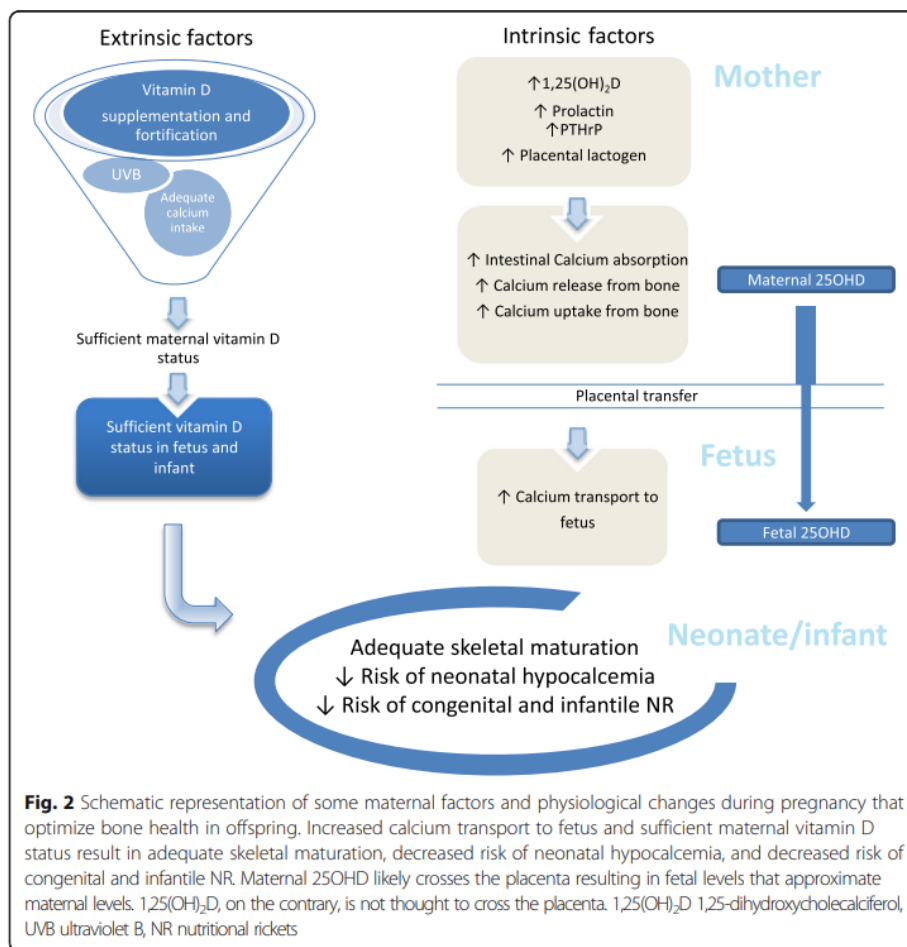 Extrinsic factors
Vitamin D
supplementation and
fortification
UVB
Adequate
calcium
intake
Sufficient maternal vitamin D
status
Sufficient vitamin D
status in fetus and
infant
Intrinsic factors
Mother
↑1,25(OH)₂D
↑ Prolactin
↑PTHrP
↑ Placental lactogen
↑ Intestinal Calcium absorption
↑ Calcium release from bone
↑ Calcium uptake from bone
Maternal 25OHD
Placental transfer
Fetus
↑ Calcium transport to
fetus
Fetal 25OHD
Neonate/infant
Adequate skeletal maturation
↓ Risk of neonatal hypocalcemia
↓ Risk of congenital and infantile NR
Fig. 2 Schematic representation of some maternal factors and physiological changes during pregnancy that
optimize bone health in offspring. Increased calcium transport to fetus and sufficient maternal vitamin D
status result in adequate skeletal maturation, decreased risk of neonatal hypocalcemia, and decreased risk of
congenital and infantile NR. Maternal 25OHD likely crosses the placenta resulting in fetal levels that approximate
maternal levels. 1,25(OH)₂D, on the contrary, is not thought to cross the placenta. 1,25(OH)₂D 1,25-dihydroxycholecalciferol,
UVB ultraviolet B, NR nutritional rickets